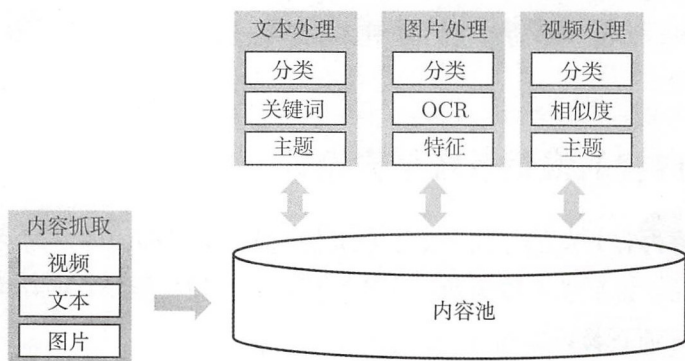 文本处理
分类
关键词
主题
图片处理
分类
OCR
特征
视频处理
分类
相似度
主题
内容抓取
视频
文本
图片
内容池